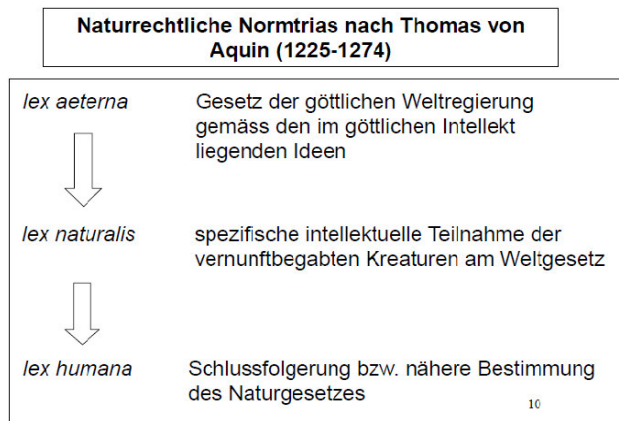 Naturrechtliche Normtrias nach Thomas von
Aquin (1225-1274)
lex aeterna Gesetz der göttlichen Weltregierung
gemäss den im göttlichen Intellekt
liegenden Ideen
lex naturalis spezifische intellektuelle Teilnahme der
vernunftbegabten Kreaturen am Weltgesetz
lex humana Schlussfolgerung bzw. nähere Bestimmung
des Naturgesetzes
10